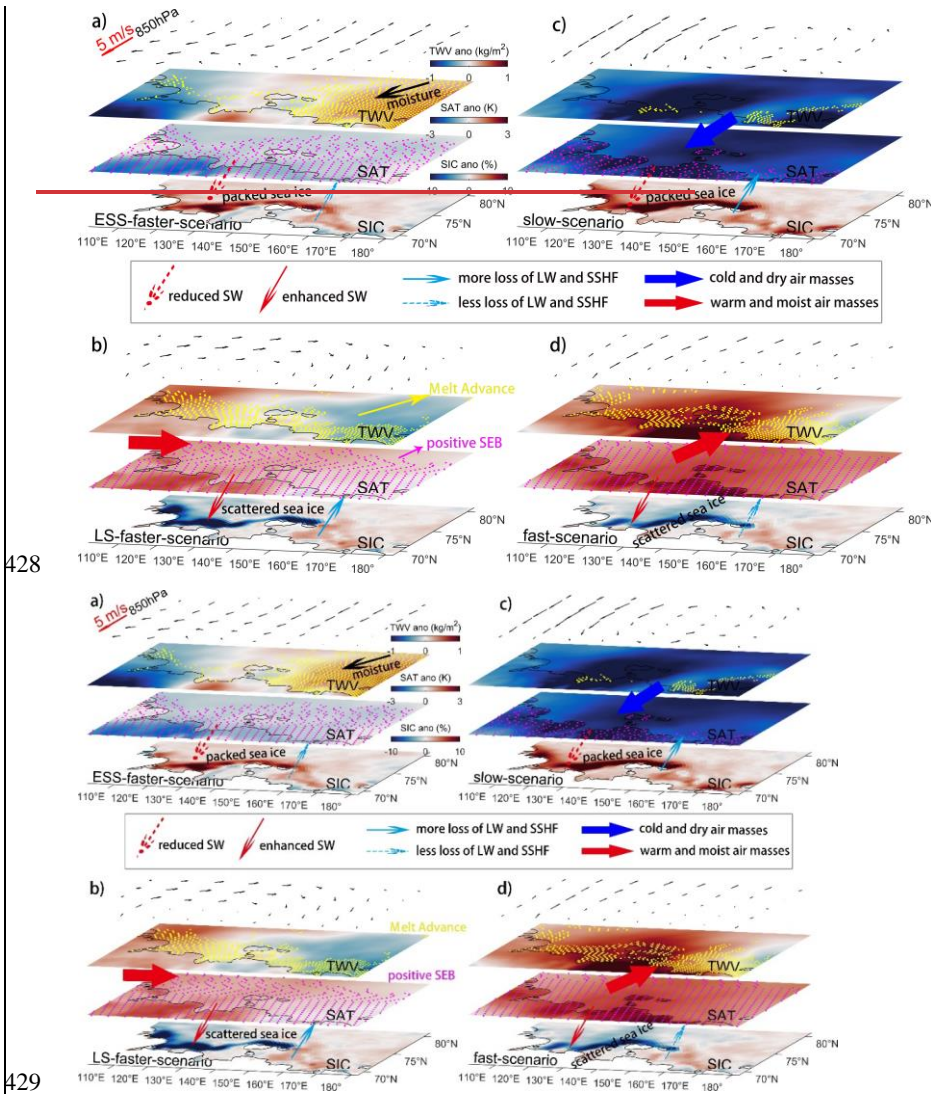 a)
5 m/s 850hPa
TWV ano (kg/m²)
-1 0 1
moisture
TWV
SAT ano (K)
-3 0 3
SAT
SIC ano (%)
packed sea ice
ESS-faster-scenario
SIC
80°N
75°N
70°N
110°E 120°E 130°E 140°E 150°E 160°E 170°E 180°
c)
TWV
SAT
packed sea ice
slow-scenario
SIC
80°N
75°N
70°N
110°E 120°E 130°E 140°E 150°E 160°E 170°E 180°
reduced SW
enhanced SW
more loss of LW and SSHF
less loss of LW and SSHF
cold and dry air masses
warm and moist air masses
b)
Melt Advance
TWV
positive SEB
SAT
scattered sea ice
LS-faster-scenario
SIC
80°N
75°N
70°N
110°E 120°E 130°E 140°E 150°E 160°E 170°E 180°
d)
TWV
SAT
scattered sea ice
fast-scenario
SIC
80°N
75°N
70°N
110°E 120°E 130°E 140°E 150°E 160°E 170°E 180°
428
a)
5 m/s 850hPa
TWV ano (kg/m²)
-1 0 1
moisture
TWV
SAT ano (K)
-3 0 3
SAT
SIC ano (%)
-10 0 10
packed sea ice
ESS-faster-scenario
SIC
80°N
75°N
70°N
110°E 120°E 130°E 140°E 150°E 160°E 170°E 180°
c)
TWV
SAT
packed sea ice
slow-scenario
SIC
80°N
75°N
70°N
110°E 120°E 130°E 140°E 150°E 160°E 170°E 180°
reduced SW
enhanced SW
more loss of LW and SSHF
less loss of LW and SSHF
cold and dry air masses
warm and moist air masses
b)
Melt Advance
TWV
positive SEB
SAT
scattered sea ice
LS-faster-scenario
SIC
80°N
75°N
70°N
110°E 120°E 130°E 140°E 150°E 160°E 170°E 180°
d)
TWV
SAT
scattered sea ice
fast-scenario
SIC
80°N
75°N
70°N
110°E 120°E 130°E 140°E 150°E 160°E 170°E 180°
429